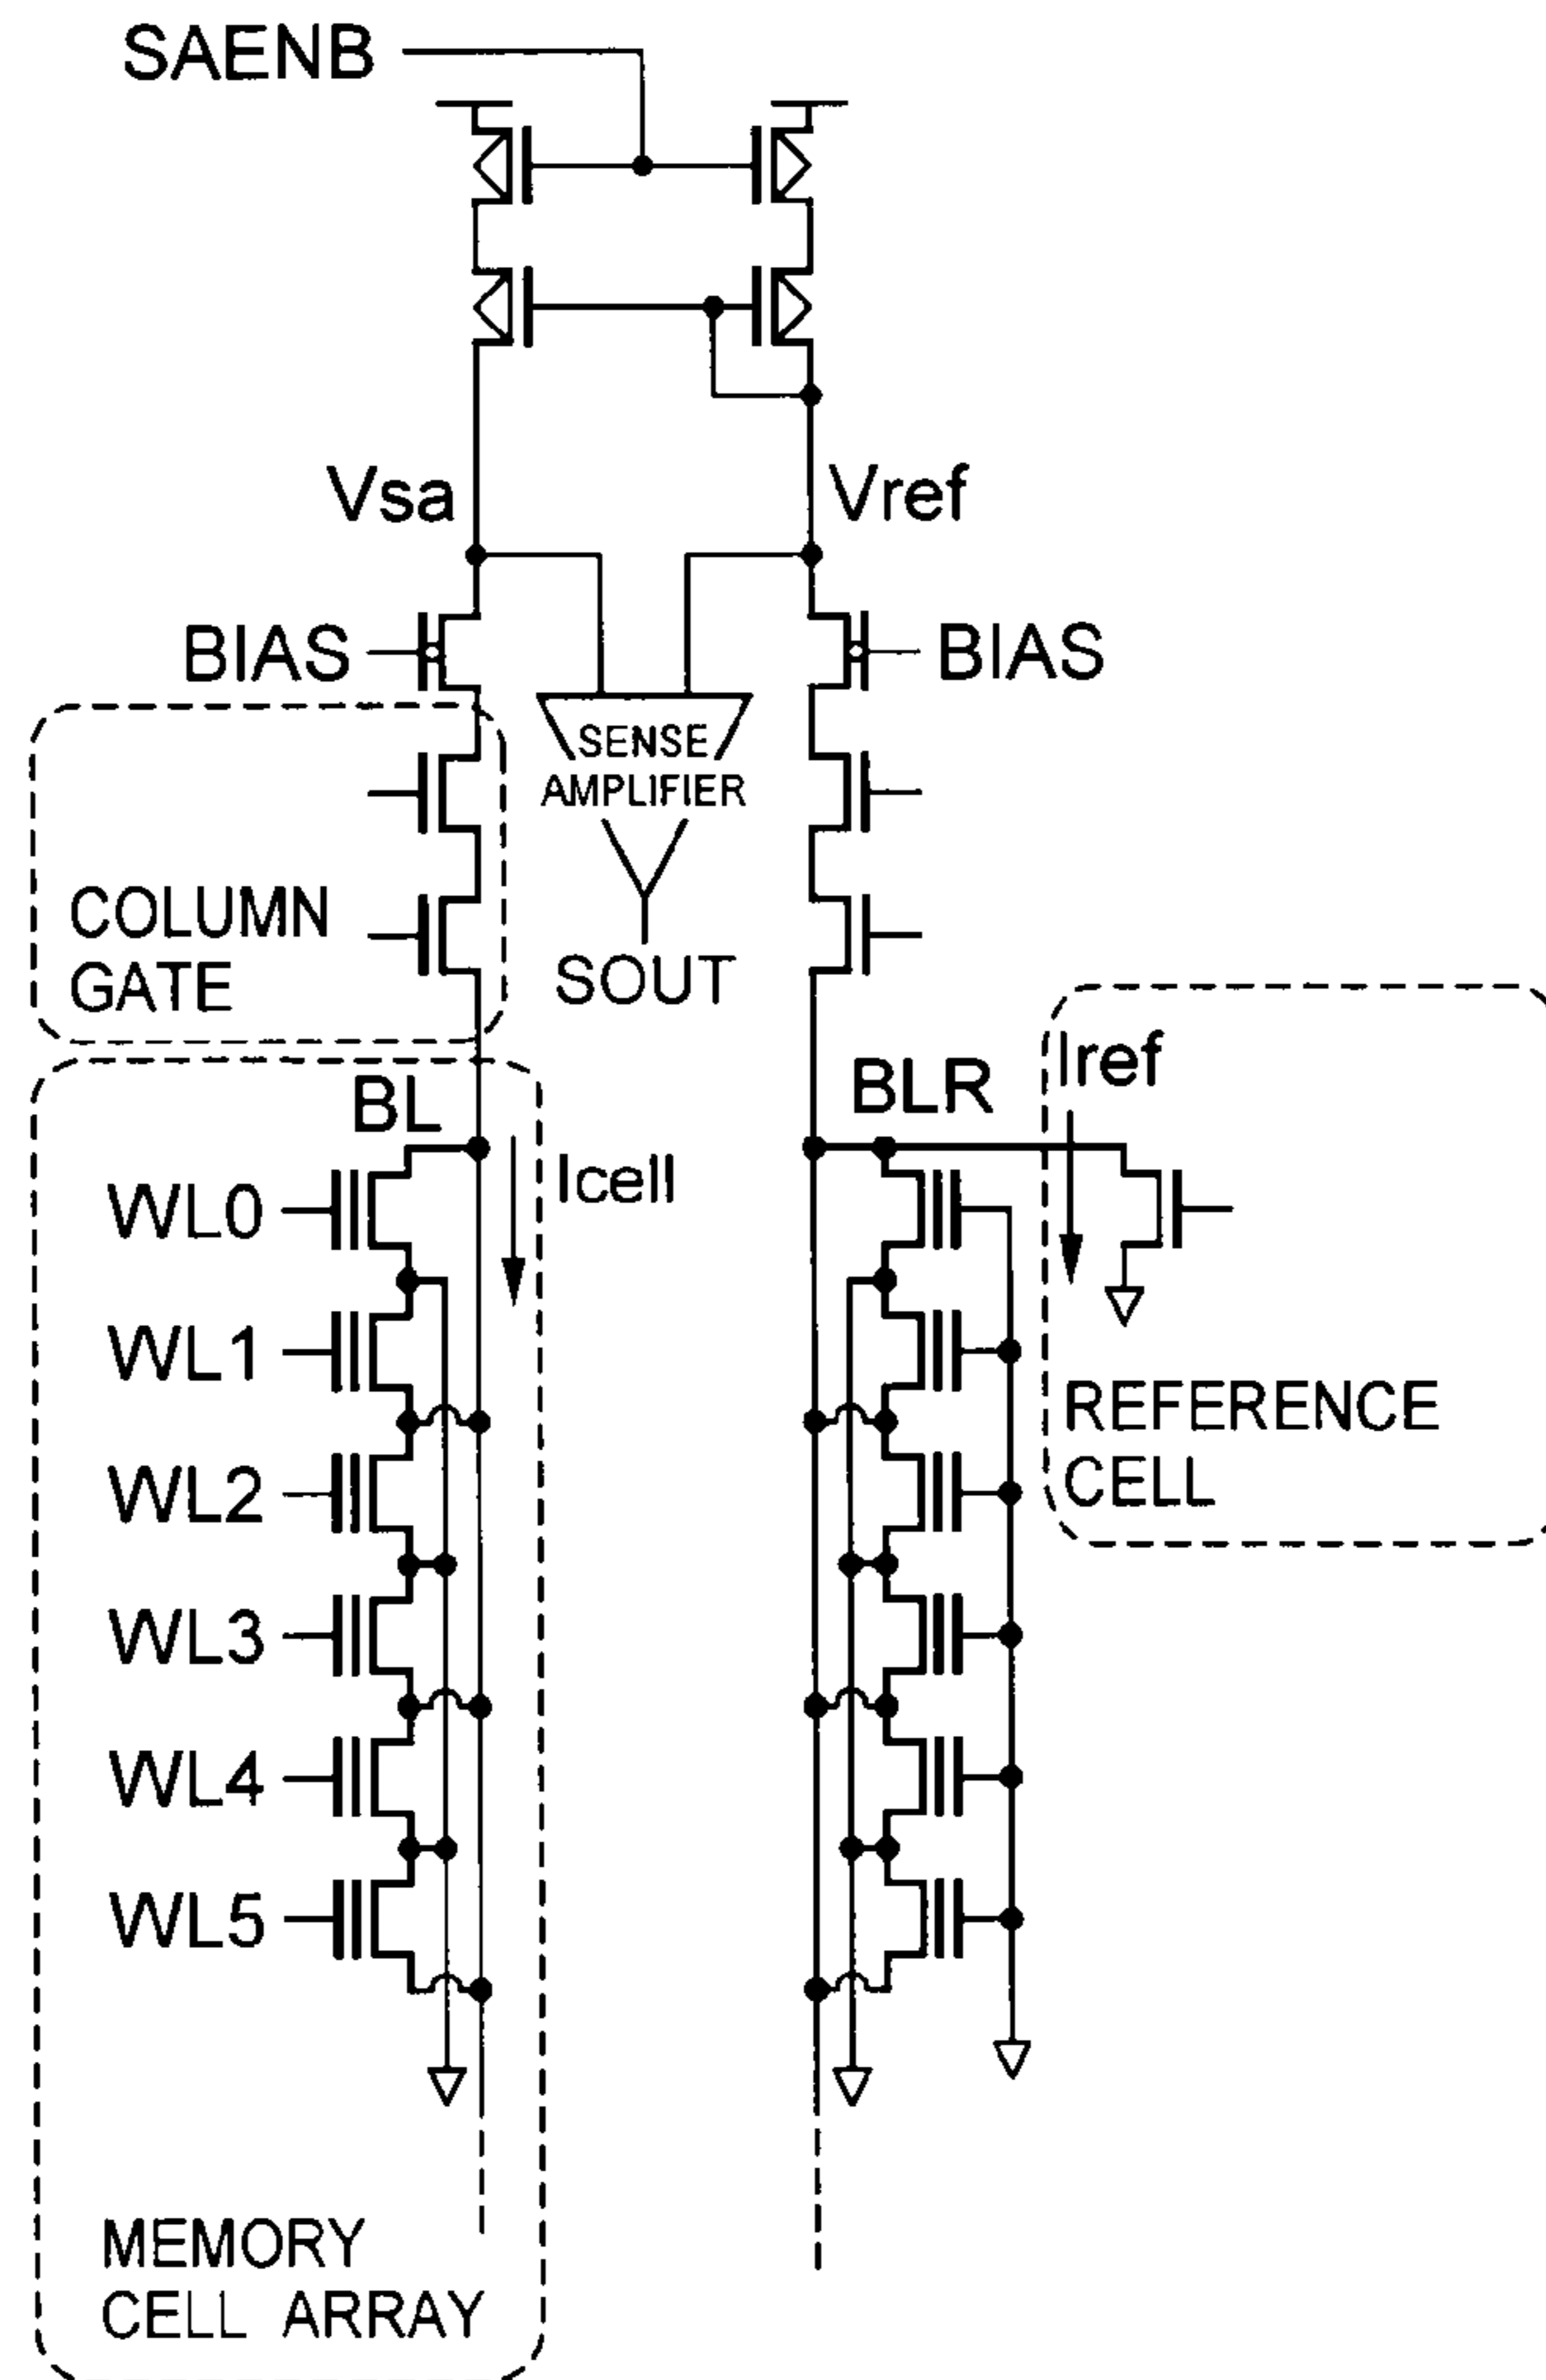 SAENB
Vsa
Vref
BIAS
BIAS
SENSE
AMPLIFIER
COLUMN
GATE
SOUT
Iref
BL
BLR
Icell
WL0
WL1
REFERENCE
CELL
WL2
WL3
WL4
WL5
MEMORY
CELL ARRAY